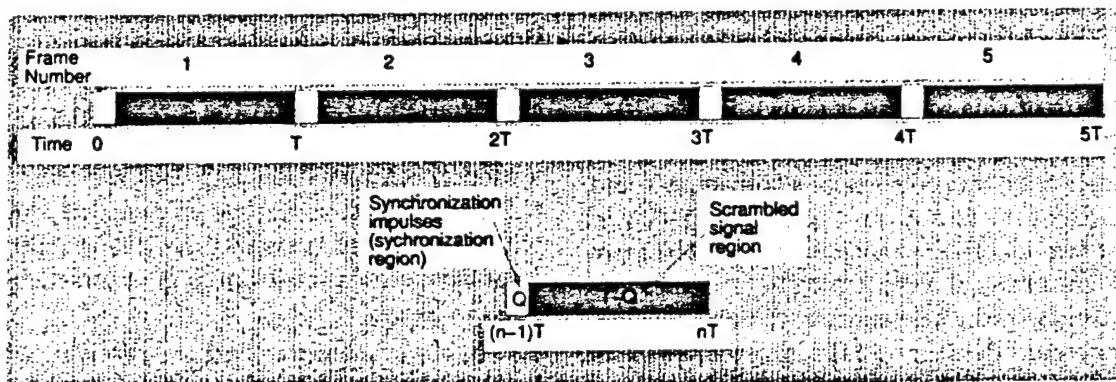 Frame
Number
1 2 3 4 5
Time 0 T 2T 3T 4T 5T
Synchronization
impulses
(sychronization
region)
Scrambled
signal
region
Q
(n–1)T nT